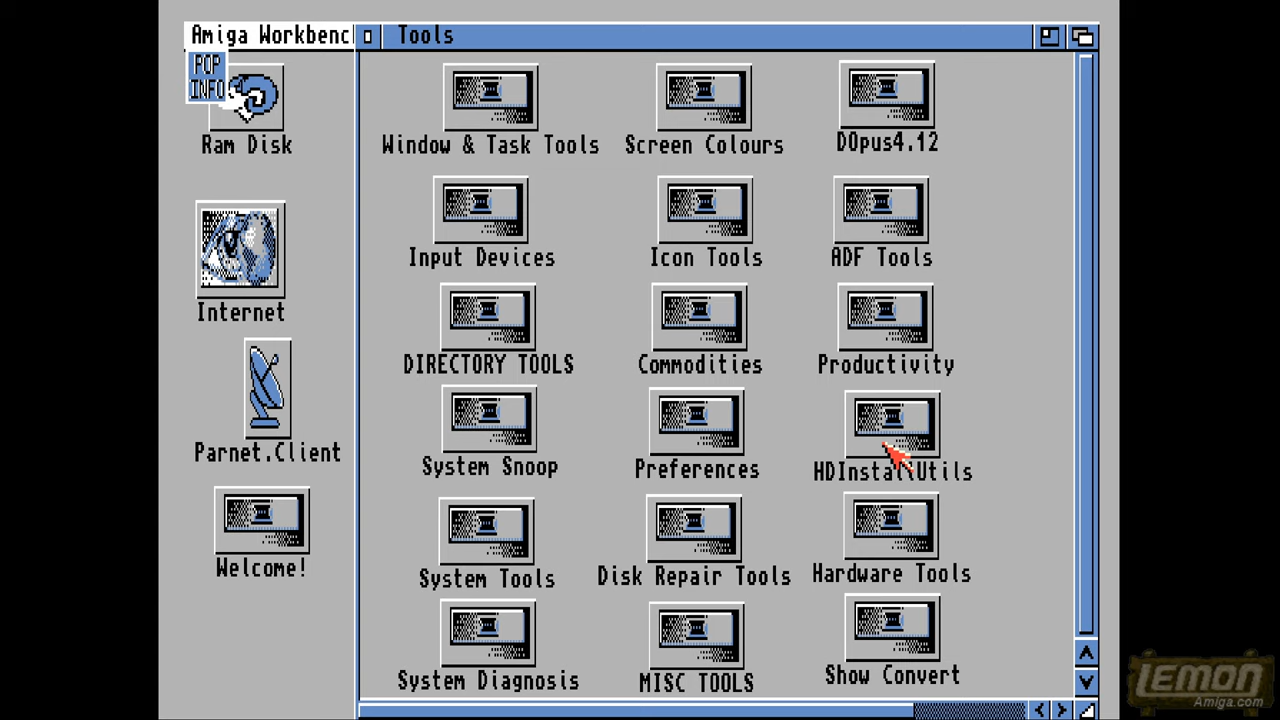 Amiga Workbenc
Tools
POP
INFO
Ram Disk
Window & Task Tools
Screen Colours
DOpus4.12
Input Devices
Icon Tools
ADF Tools
Internet
DIRECTORY TOOLS
Commodities
Productivity
Parnet.Client
System Snoop
Preferences
HDInstallUtils
Welcome!
System Tools
Disk Repair Tools
Hardware Tools
System Diagnosis
MISC TOOLS
Show Convert
LEMON
Amiga.com